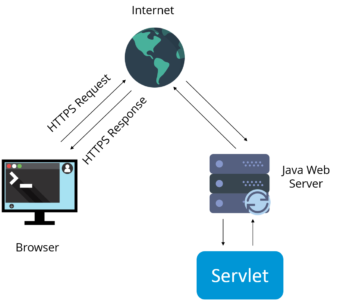 Internet
HTTPS Request
HTTPS Response
Java Web
Server
Browser
Servlet